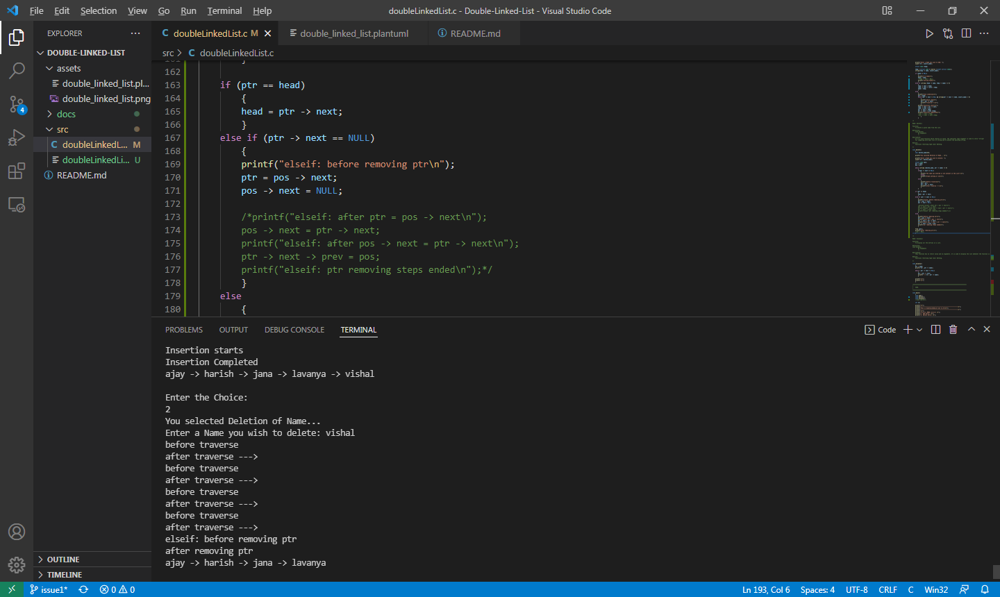 File Edit Selection View Go Run Terminal Help
doubleLinkedList.c - Double-Linked-List - Visual Studio Code
EXPLORER
DOUBLE-LINKED-LIST
assets
double_linked_list.pl...
double_linked_list.png
docs
src
doubleLinkedL... M
doubleLinkedLi... U
README.md
OUTLINE
TIMELINE
4
C doubleLinkedList.c M
double_linked_list.plantuml
README.md
src > C doubleLinkedList.c
161 }
162
163 if (ptr == head)
164 {
165 head = ptr -> next;
166 }
167 else if (ptr -> next == NULL)
168 {
169 printf("elseif: before removing ptr\n");
170 ptr = pos -> next;
171 pos -> next = NULL;
172
173 /*printf("elseif: after ptr = pos -> next\n");
174 pos -> next = ptr -> next;
175 printf("elseif: after pos -> next = ptr -> next\n");
176 ptr -> next -> prev = pos;
177 printf("elseif: ptr removing steps ended\n");*/
178 }
179 else
180 {
PROBLEMS OUTPUT DEBUG CONSOLE TERMINAL
Code
Insertion starts
Insertion Completed
ajay -> harish -> jana -> lavanya -> vishal
Enter the Choice:
2
You selected Deletion of Name...
Enter a Name you wish to delete: vishal
before traverse
after traverse --->
before traverse
after traverse --->
before traverse
after traverse --->
before traverse
after traverse --->
elseif: before removing ptr
after removing ptr
ajay -> harish -> jana -> lavanya
issue1* 0 0
Ln 193, Col 6 Spaces: 4 UTF-8 CRLF C Win32